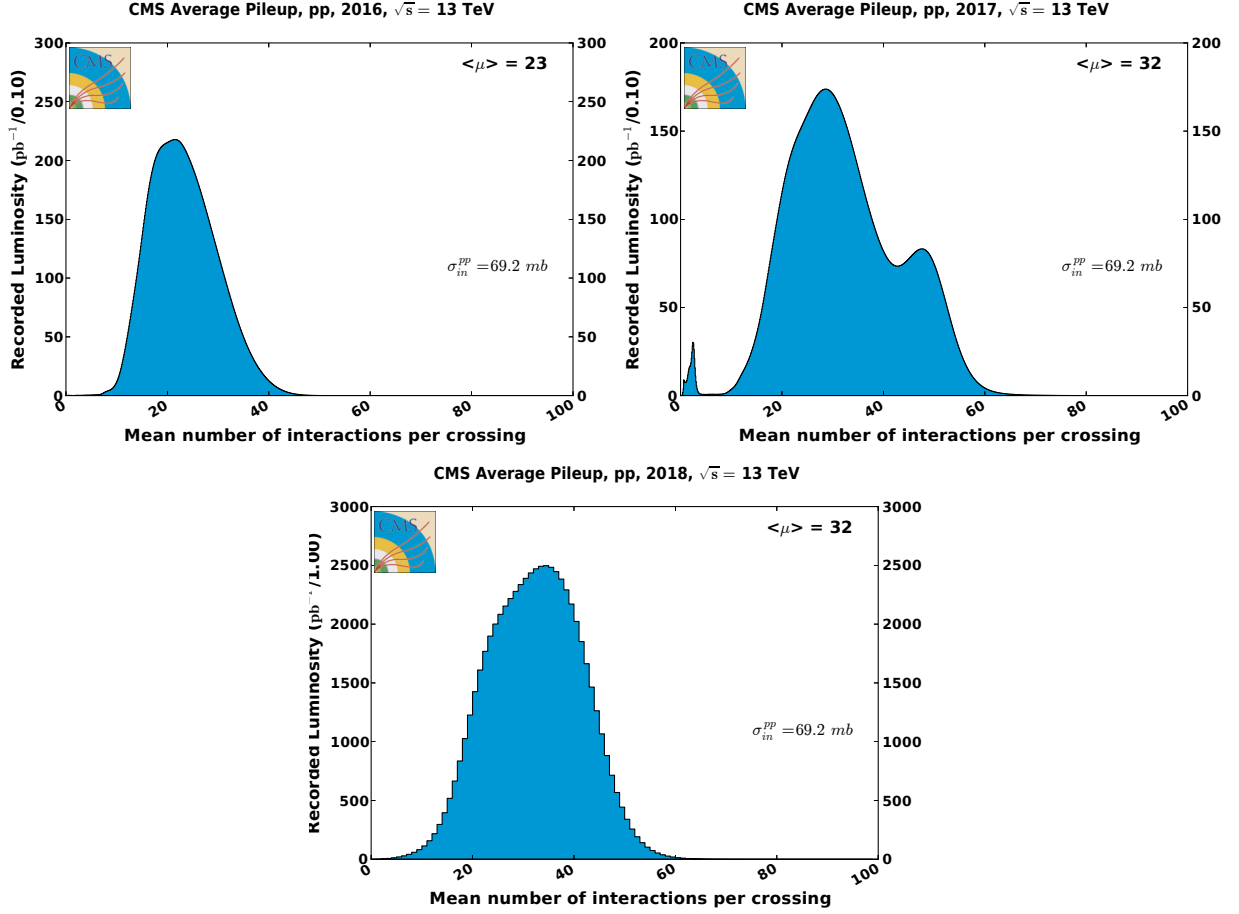 CMS Average Pileup, pp, 2016, √s = 13 TeV
300
250
200
150
100
50
0
300
250
200
150
100
50
0
CMS
<μ> = 23
σ_in^pp =69.2 mb
Recorded Luminosity (pb⁻¹/0.10)
0 20 40 60 80 100
Mean number of interactions per crossing
CMS Average Pileup, pp, 2017, √s = 13 TeV
200
150
100
50
0
200
150
100
50
0
CMS
<μ> = 32
σ_in^pp =69.2 mb
Recorded Luminosity (pb⁻¹/0.10)
0 20 40 60 80 100
Mean number of interactions per crossing
CMS Average Pileup, pp, 2018, √s = 13 TeV
3000
2500
2000
1500
1000
500
0
3000
2500
2000
1500
1000
500
0
CMS
<μ> = 32
σ_in^pp =69.2 mb
Recorded Luminosity (pb⁻¹/1.00)
0 20 40 60 80 100
Mean number of interactions per crossing